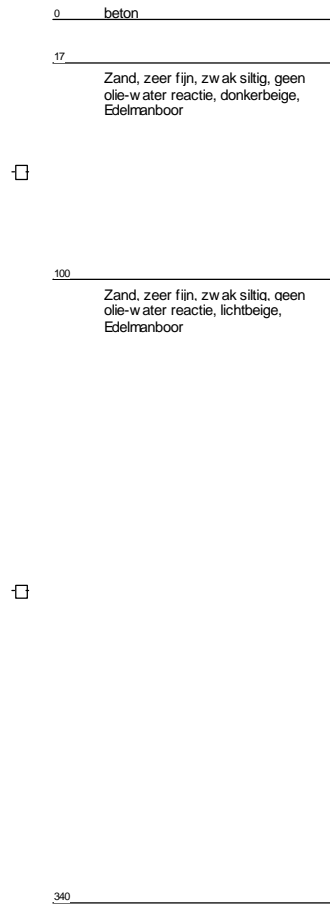 0 beton
17
Zand, zeer fijn, zwak siltig, geen
olie-water reactie, donkerbeige,
Edelmanboor
100
Zand, zeer fijn, zwak siltig, geen
olie-water reactie, lichtbeige,
Edelmanboor
340